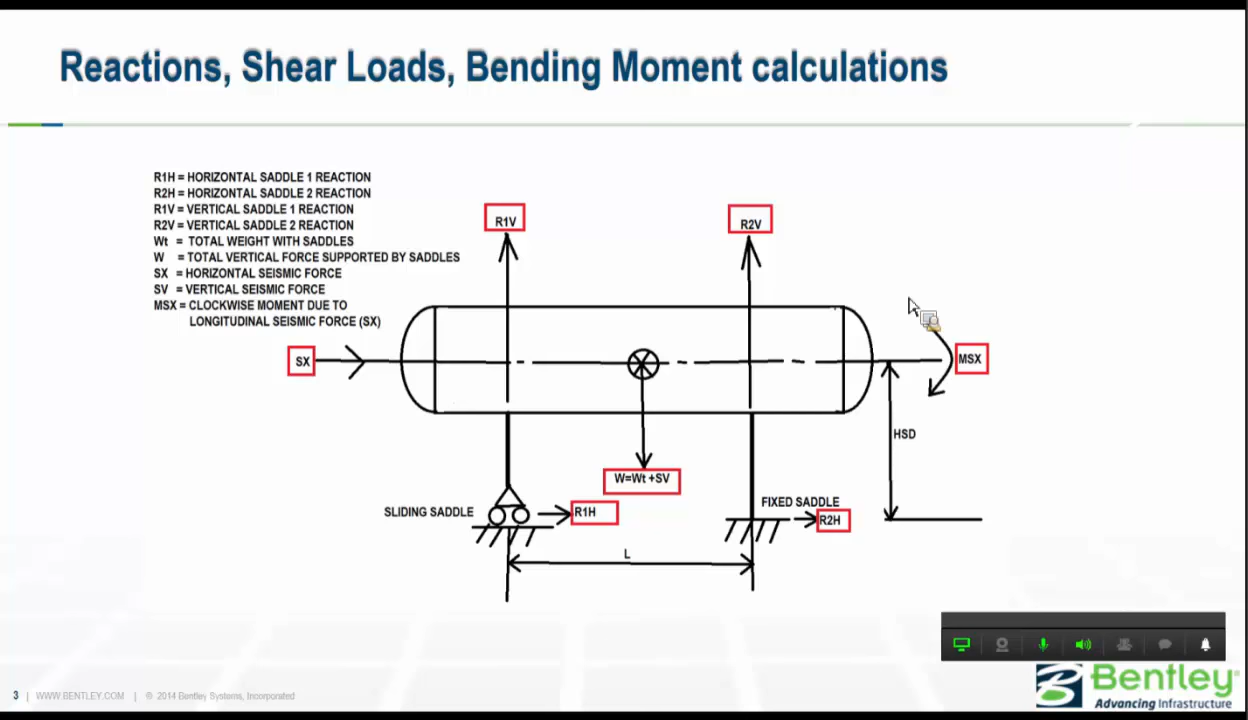 Reactions, Shear Loads, Bending Moment calculations
R1H = HORIZONTAL SADDLE 1 REACTION
R2H = HORIZONTAL SADDLE 2 REACTION
R1V = VERTICAL SADDLE 1 REACTION
R2V = VERTICAL SADDLE 2 REACTION
Wt = TOTAL WEIGHT WITH SADDLES
W = TOTAL VERTICAL FORCE SUPPORTED BY SADDLES
SX = HORIZONTAL SEISMIC FORCE
SV = VERTICAL SEISMIC FORCE
MSX = CLOCKWISE MOMENT DUE TO
LONGITUDINAL SEISMIC FORCE (SX)
R1V
R2V
SX
MSX
HSD
W=Wt +SV
SLIDING SADDLE
R1H
FIXED SADDLE
R2H
L
3 | WWW.BENTLEY.COM | © 2014 Bentley Systems, Incorporated
Bentley®
Advancing Infrastructure